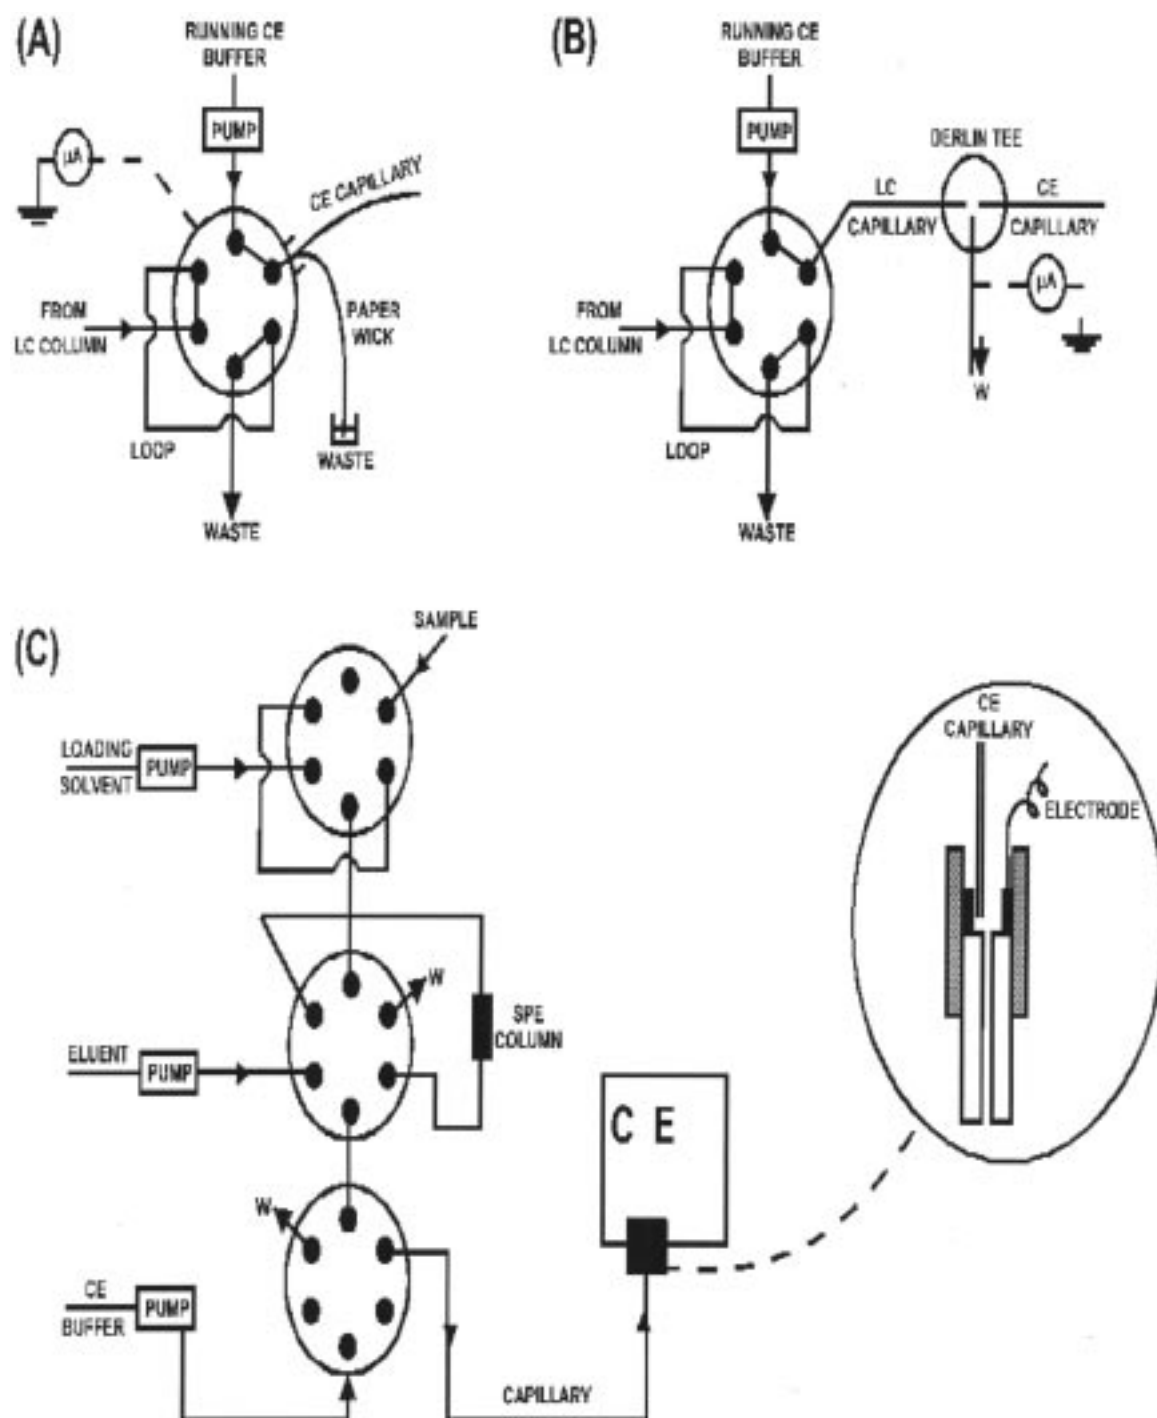 (A)
RUNNING CE
BUFFER
PUMP
µA
CE CAPILLARY
FROM
LC COLUMN
PAPER
WICK
LOOP
WASTE
WASTE
(B)
RUNNING CE
BUFFER
PUMP
DERLIN TEE
LC
CAPILLARY
CE
CAPILLARY
µA
FROM
LC COLUMN
W
LOOP
WASTE
(C)
SAMPLE
LOADING
SOLVENT
PUMP
W
SPE
COLUMN
ELUENT
PUMP
C E
W
CE
BUFFER
PUMP
CAPILLARY
CE
CAPILLARY
ELECTRODE